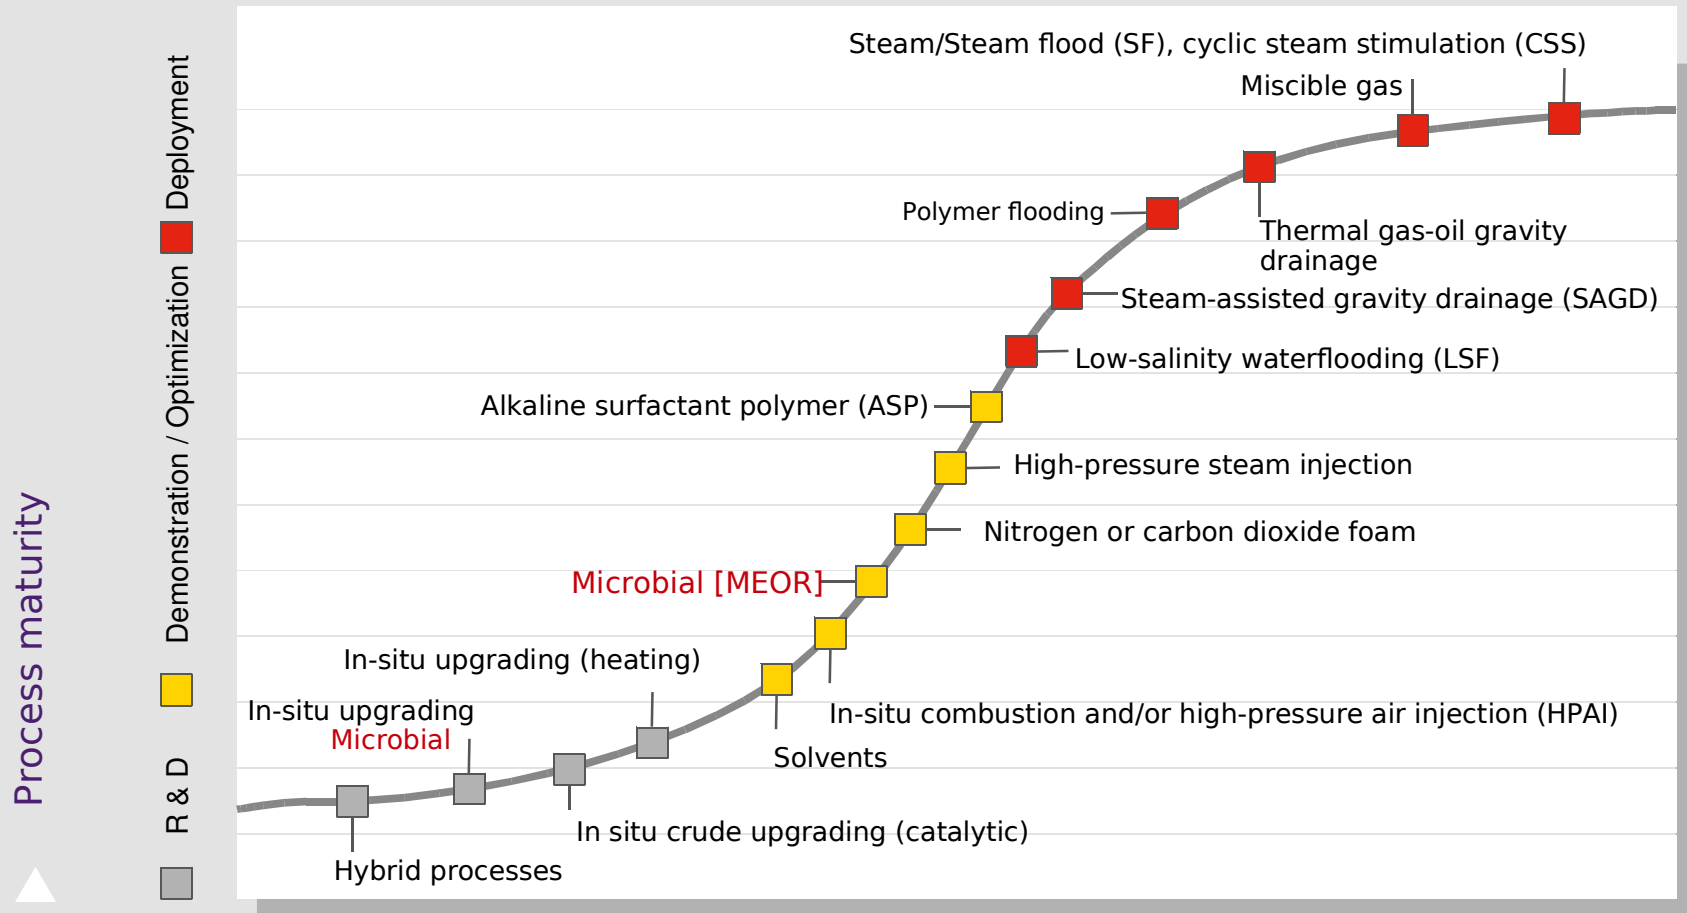 Steam/Steam flood (SF), cyclic steam stimulation (CSS)
Miscible gas
Polymer flooding
Thermal gas-oil gravity
drainage
Steam-assisted gravity drainage (SAGD)
Low-salinity waterflooding (LSF)
Alkaline surfactant polymer (ASP)
High-pressure steam injection
Nitrogen or carbon dioxide foam
Microbial [MEOR]
In-situ upgrading (heating)
In-situ upgrading
Microbial
In-situ combustion and/or high-pressure air injection (HPAI)
Solvents
In situ crude upgrading (catalytic)
Hybrid processes
Process maturity
R & D
Demonstration / Optimization
Deployment